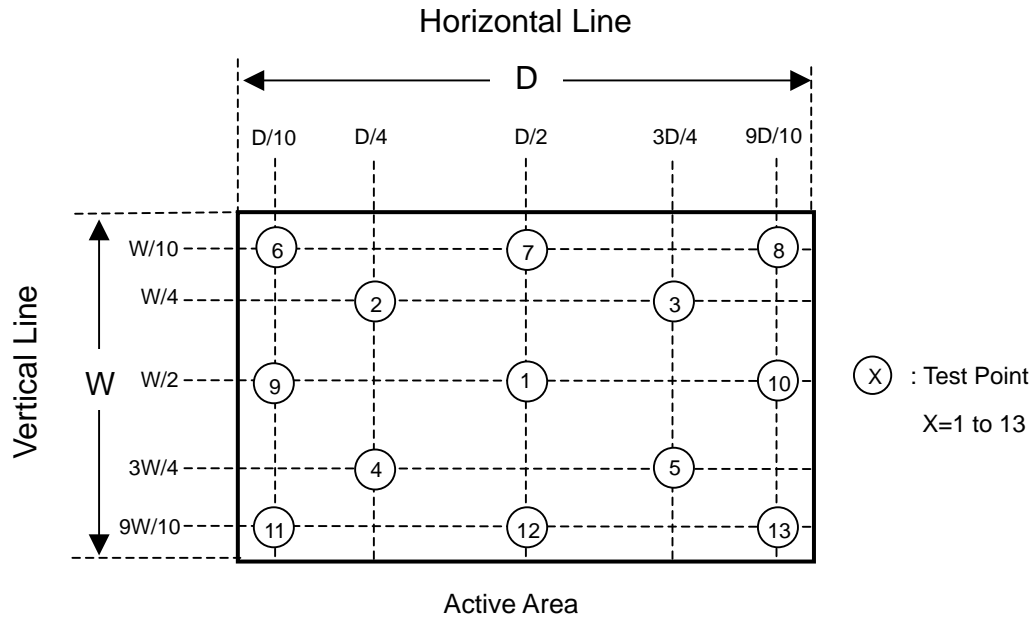 Horizontal Line
D
D/10 D/4 D/2 3D/4 9D/10
W/10 6 7 8
W/4 2 3
Vertical Line
W
W/2 9 1 10
X : Test Point
X=1 to 13
3W/4 4 5
9W/10 11 12 13
Active Area